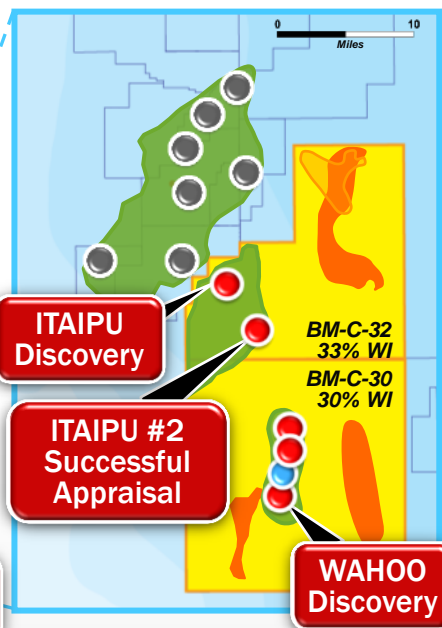 0 10
Miles
ITAIPU
Discovery
BM-C-32
33% WI
BM-C-30
30% WI
ITAIPU #2
Successful
Appraisal
WAHOO
Discovery